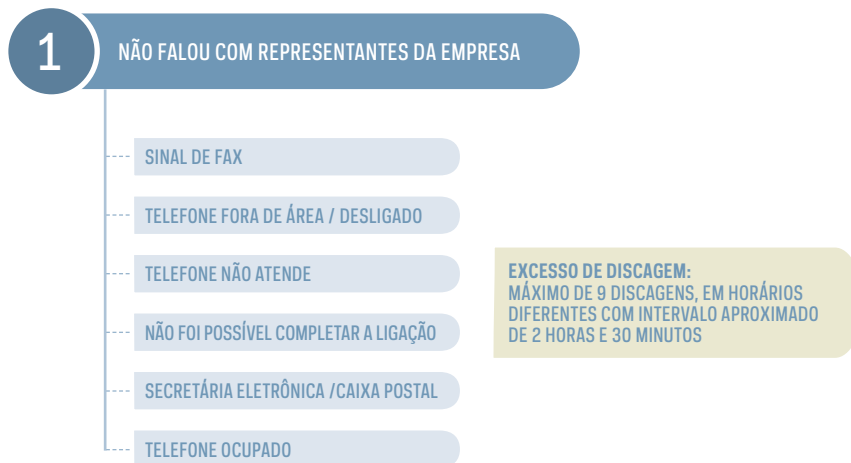 1
NÃO FALOU COM REPRESENTANTES DA EMPRESA
SINAL DE FAX
TELEFONE FORA DE ÁREA / DESLIGADO
TELEFONE NÃO ATENDE
NÃO FOI POSSÍVEL COMPLETAR A LIGAÇÃO
SECRETÁRIA ELETRÔNICA /CAIXA POSTAL
TELEFONE OCUPADO
EXCESSO DE DISCAGEM:
MÁXIMO DE 9 DISCAGENS, EM HORÁRIOS
DIFERENTES COM INTERVALO APROXIMADO
DE 2 HORAS E 30 MINUTOS